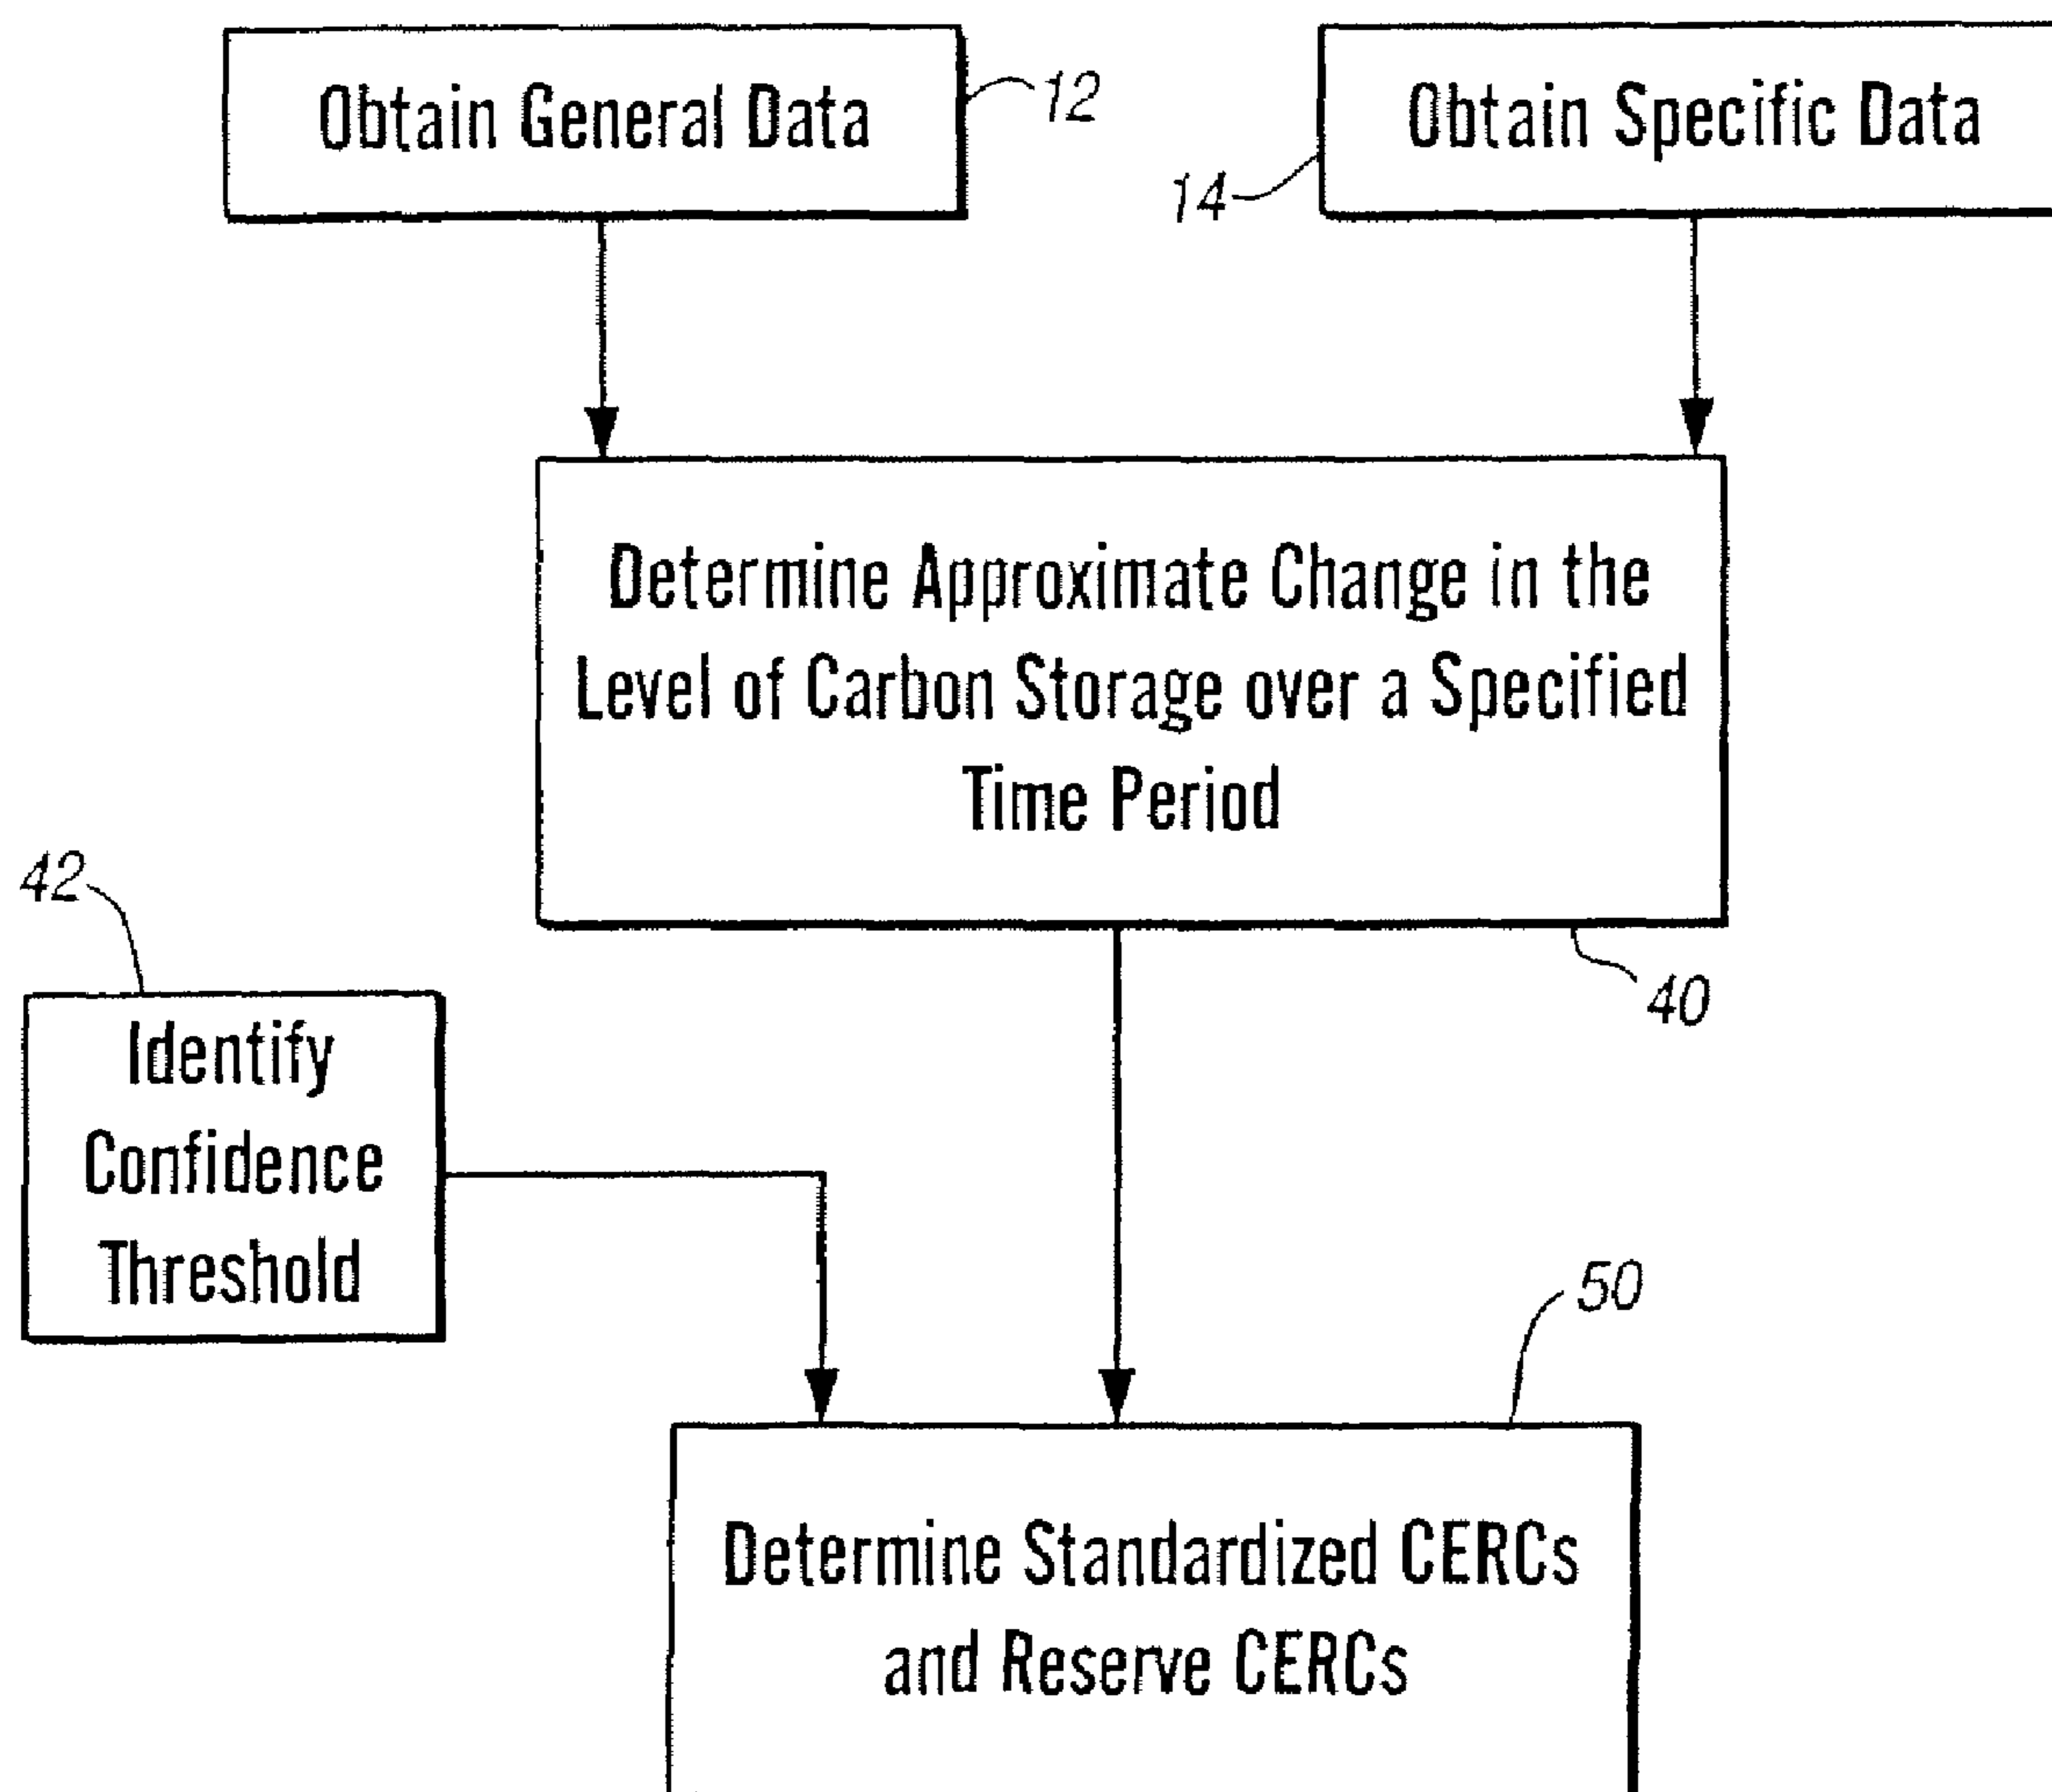 Obtain General Data
12
Obtain Specific Data
14
Determine Approximate Change in the
Level of Carbon Storage over a Specified
Time Period
40
42
Identify
Confidence
Threshold
50
Determine Standardized CERCs
and Reserve CERCs